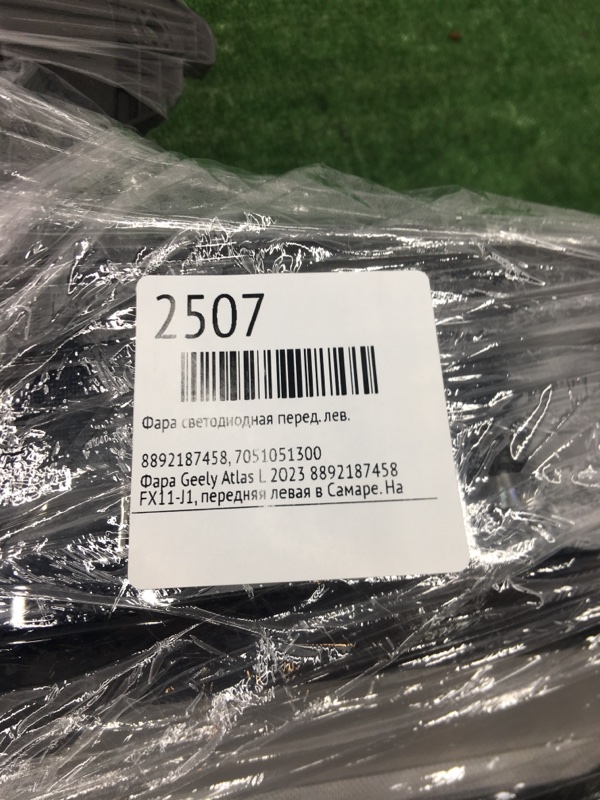 2507
Фара светодиодная перед. лев.
8892187458, 7051051300
Фара Geely Atlas L 2023 8892187458
FX11-J1, передняя левая в Самаре. На